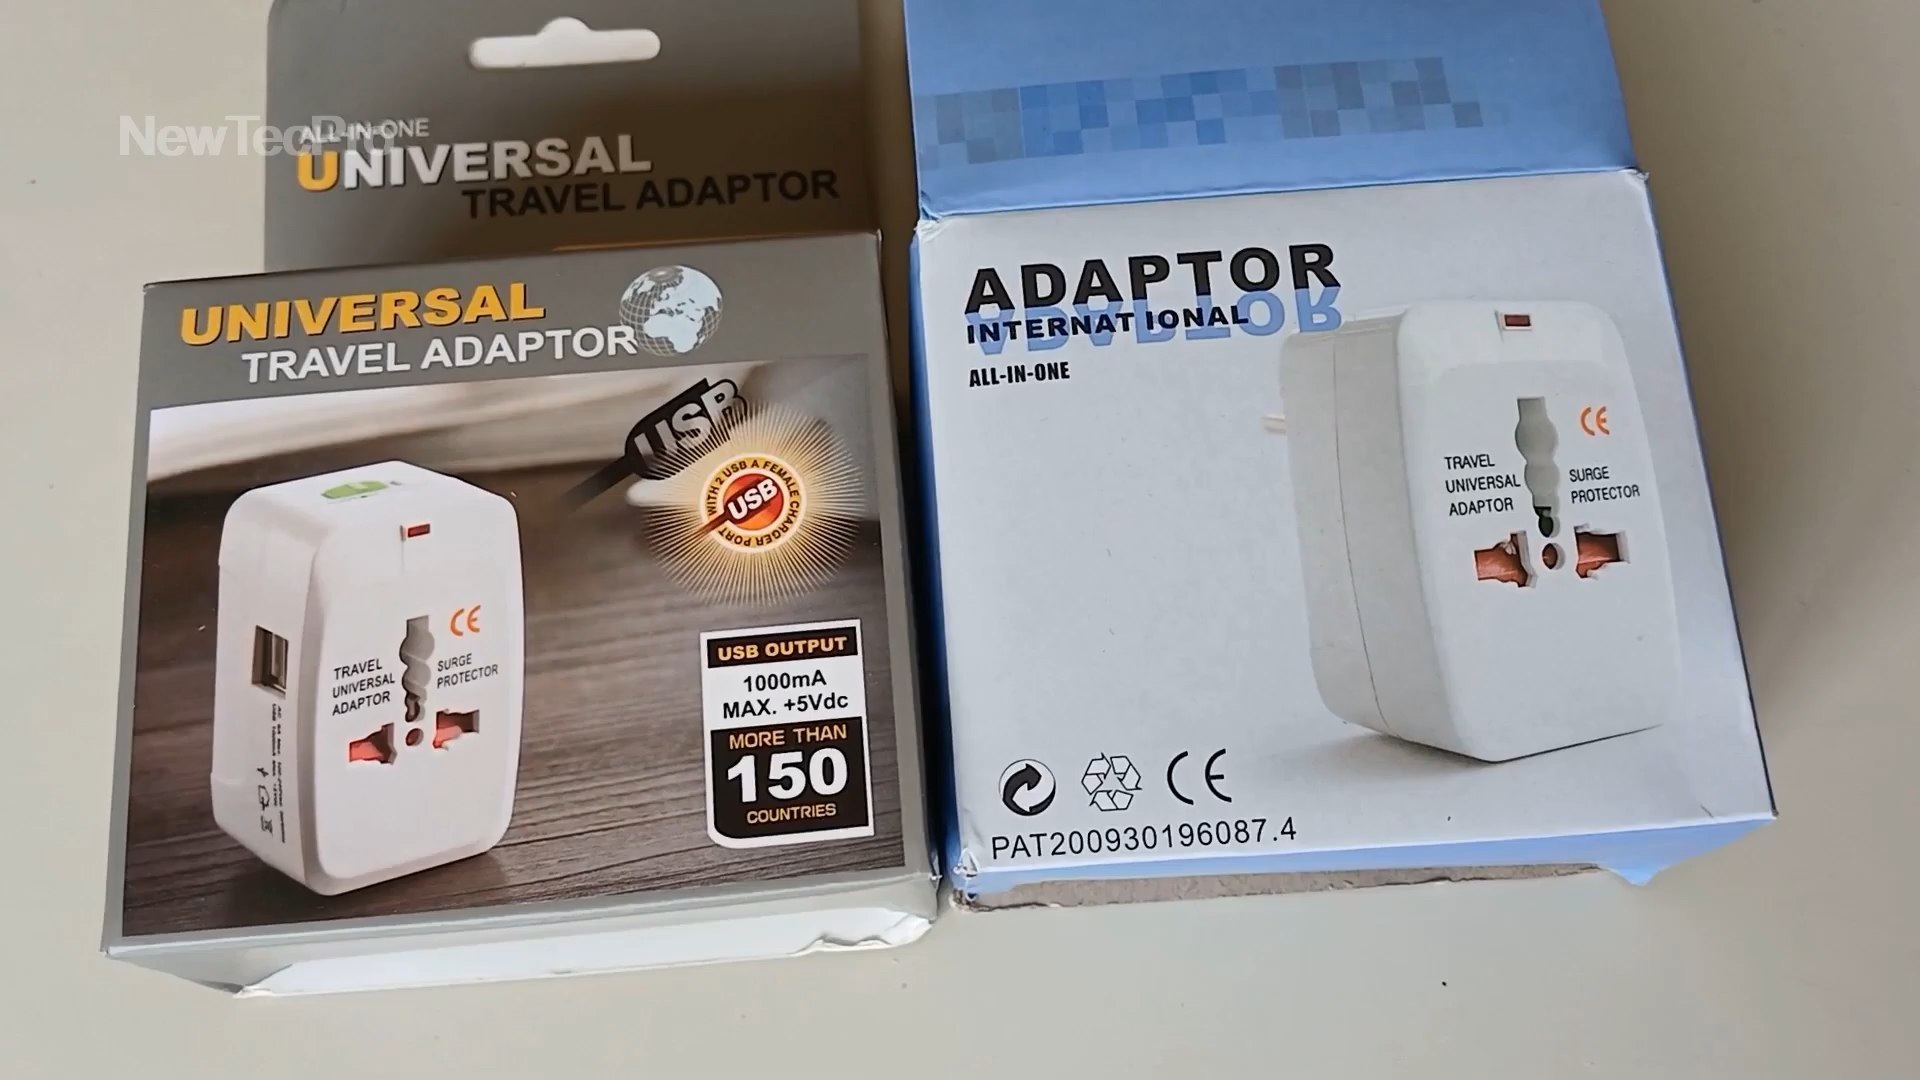 NewTecPro
ALL-IN-ONE
UNIVERSAL
TRAVEL ADAPTOR
UNIVERSAL
TRAVEL ADAPTOR
USB
WITH 2 USB A FEMALE CHARGER PORT
USB
CE
TRAVEL
UNIVERSAL
ADAPTOR
SURGE
PROTECTOR
USB OUTPUT
1000mA
MAX. +5Vdc
MORE THAN
150
COUNTRIES
ADAPTOR
ADAPTOR
INTERNATIONAL
ALL-IN-ONE
CE
TRAVEL
UNIVERSAL
ADAPTOR
SURGE
PROTECTOR
CE
PAT200930196087.4